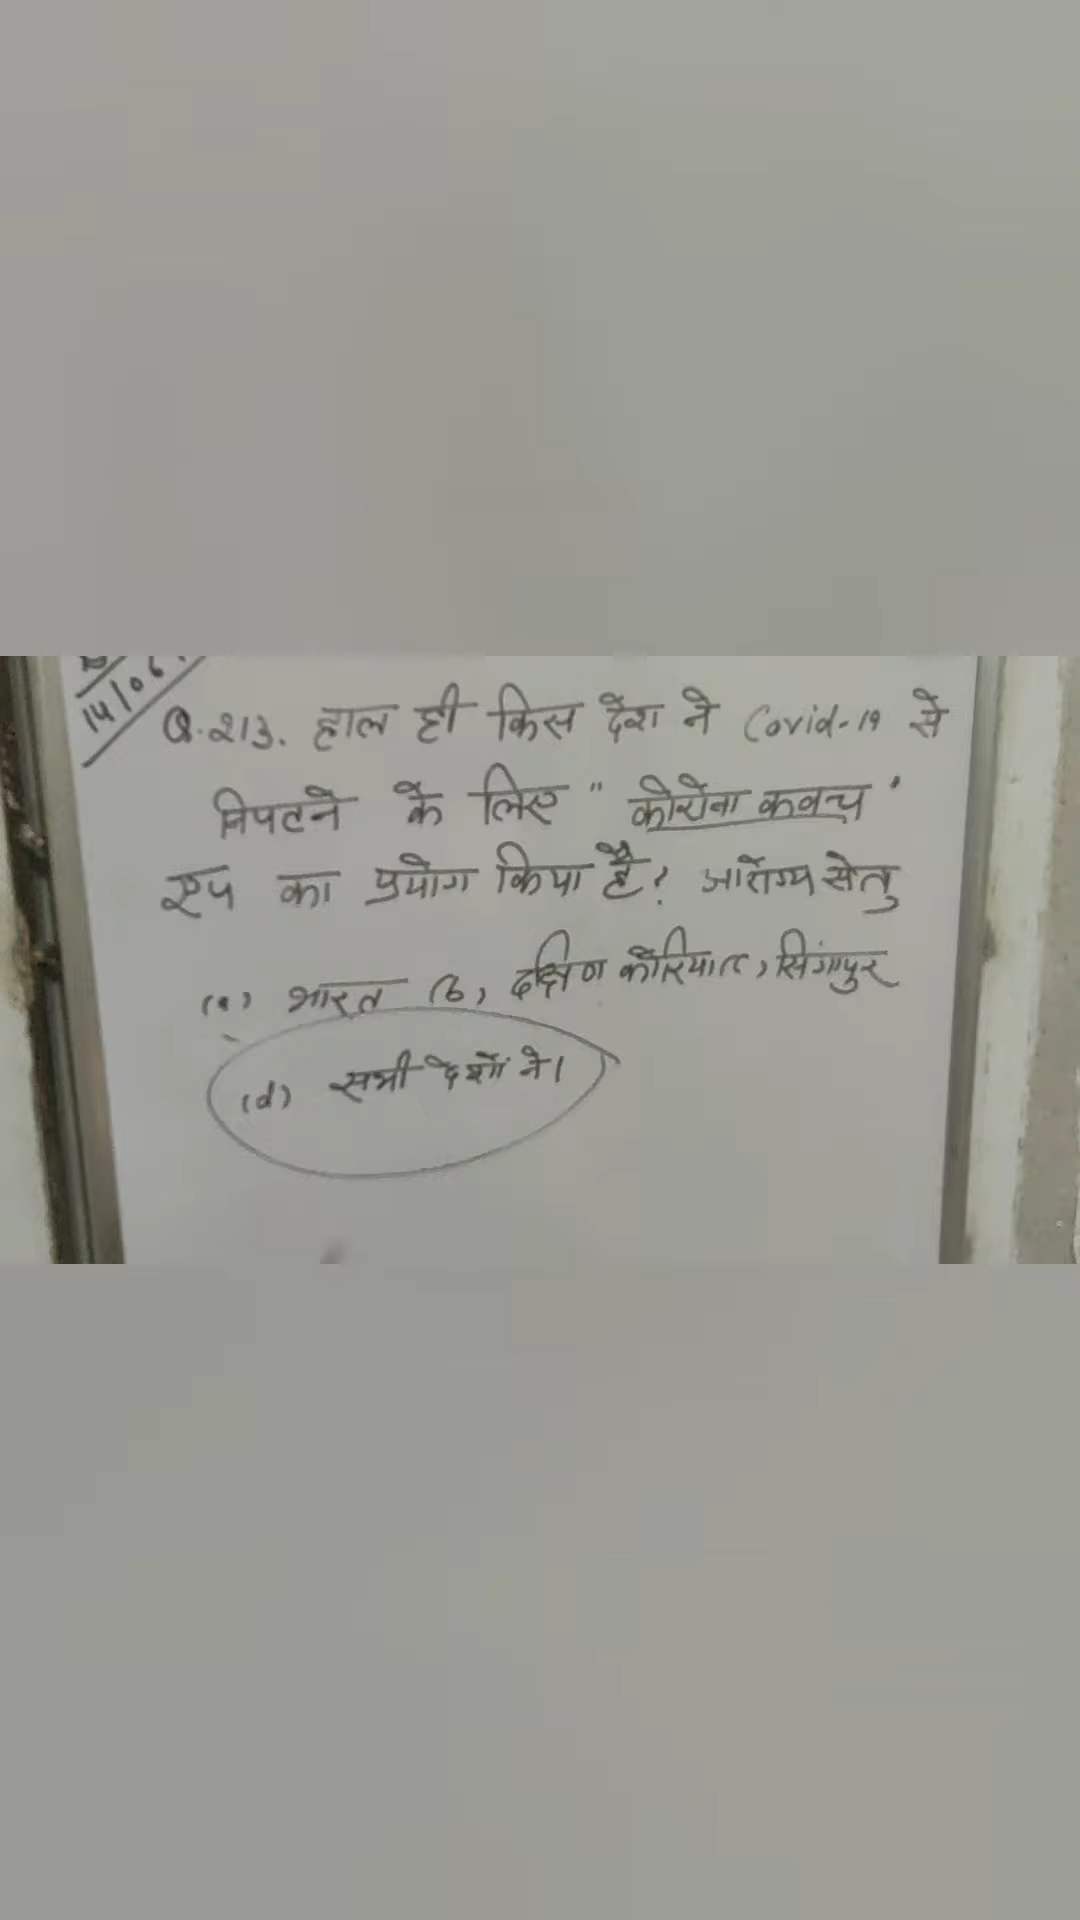 14/06
Q.213. हाल ही किस देश ने Covid-19 से
निपटने के लिए " कोरोना कवच '
एप का प्रयोग किया है? आरोग्य सेतु
(a) भारत (b) दक्षिण कोरिया (c) सिंगापुर
(d) सभी देशों ने।